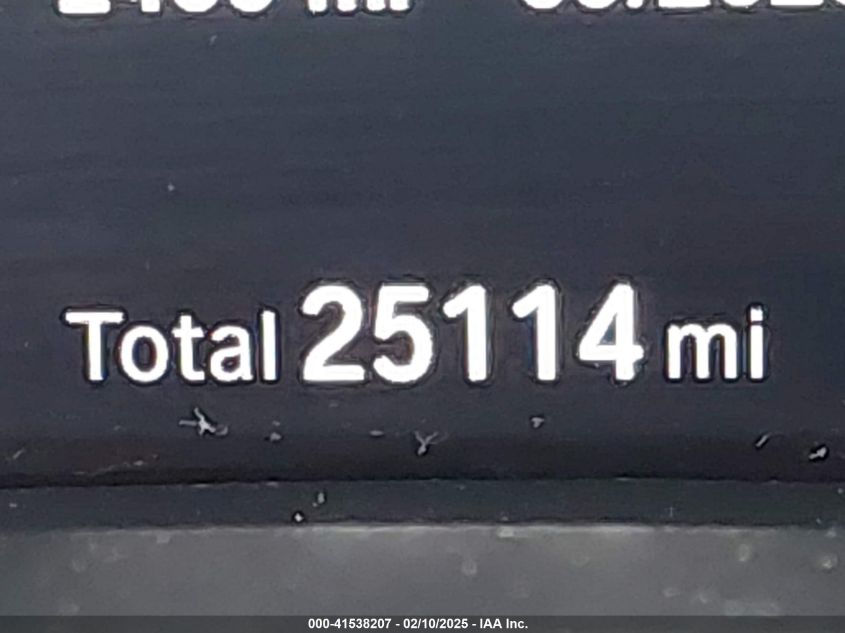 Total 25114 mi
000-41538207 - 02/10/2025 - IAA Inc.